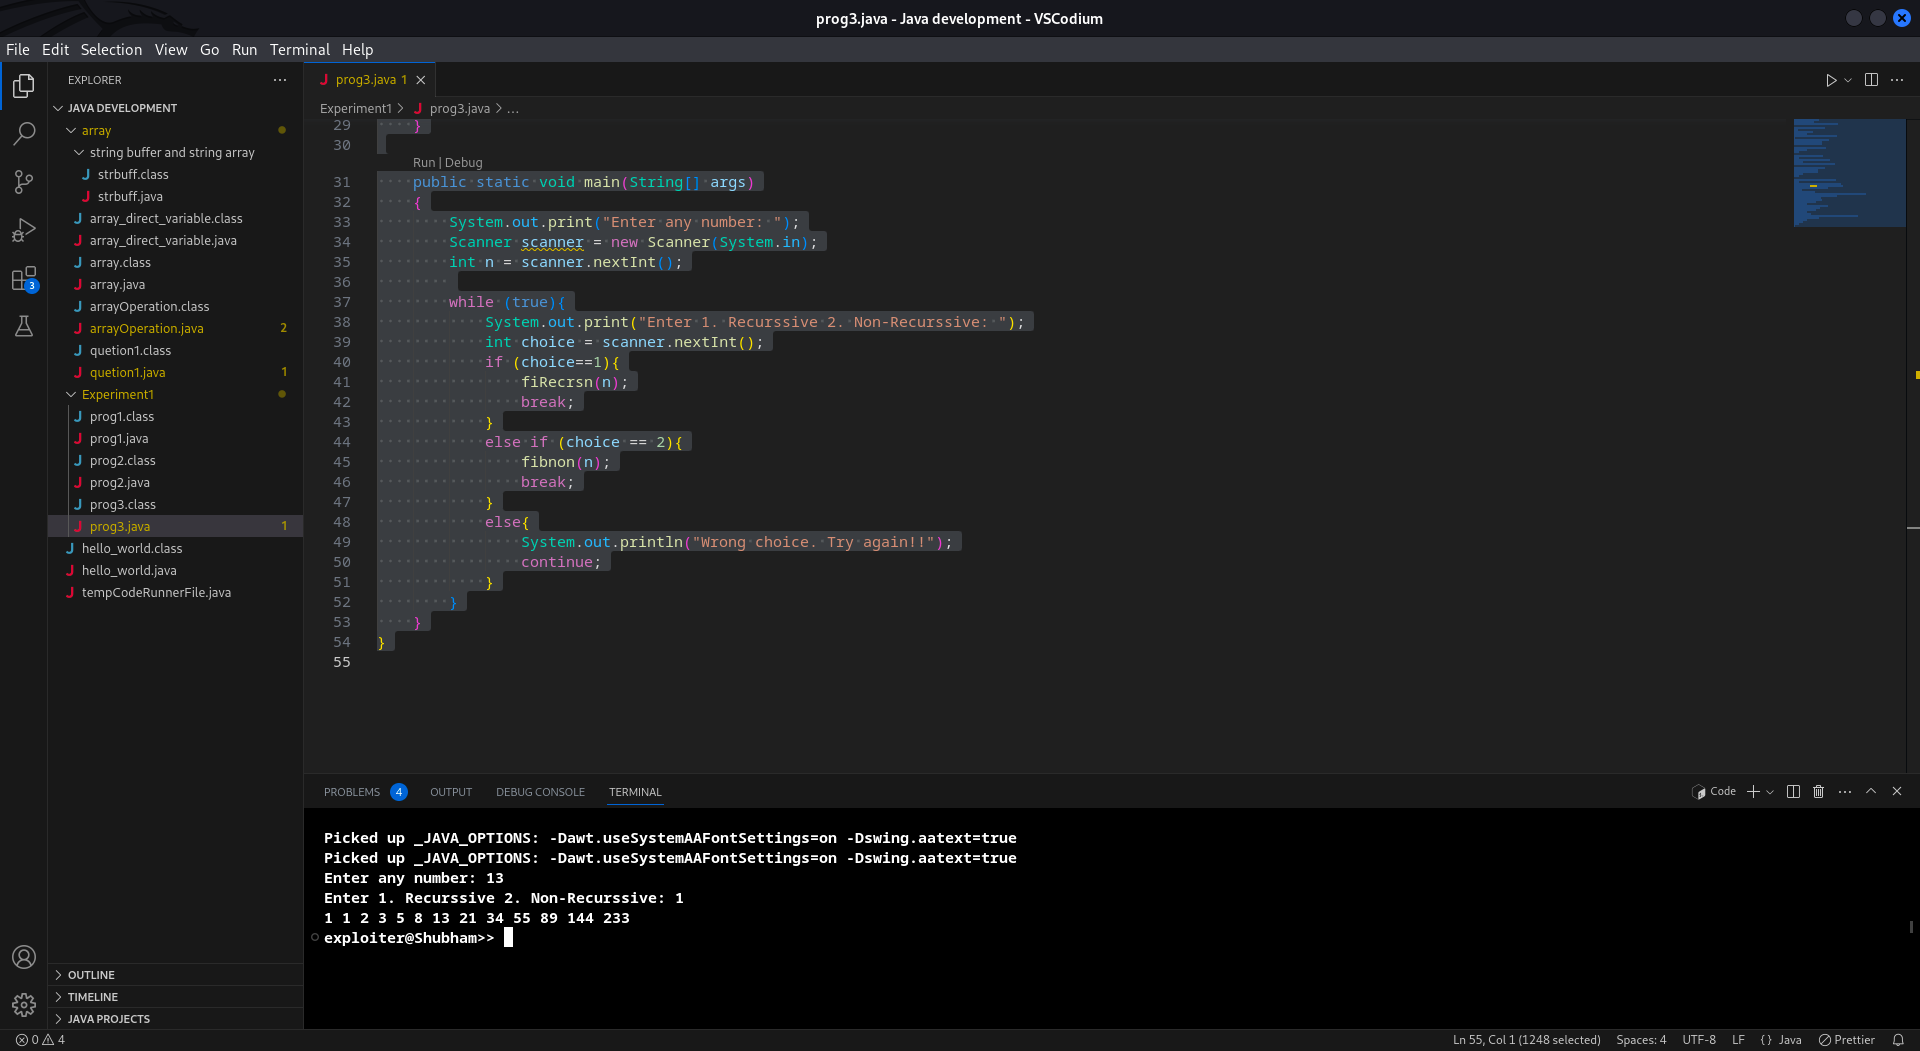 prog3.java - Java development - VSCodium
File Edit Selection View Go Run Terminal Help
EXPLORER
JAVA DEVELOPMENT
array
string buffer and string array
strbuff.class
strbuff.java
array_direct_variable.class
array_direct_variable.java
array.class
array.java
arrayOperation.class
arrayOperation.java 2
quetion1.class
quetion1.java 1
Experiment1
prog1.class
prog1.java
prog2.class
prog2.java
prog3.class
prog3.java 1
hello_world.class
hello_world.java
tempCodeRunnerFile.java
OUTLINE
TIMELINE
JAVA PROJECTS
3
prog3.java 1
Experiment1 > prog3.java > ...
29 }
30
Run | Debug
31 public static void main(String[] args)
32 {
33 System.out.print("Enter any number: ");
34 Scanner scanner = new Scanner(System.in);
35 int n = scanner.nextInt();
36
37 while (true){
38 System.out.print("Enter 1. Recurssive 2. Non-Recurssive: ");
39 int choice = scanner.nextInt();
40 if (choice==1){
41 fiRecrsn(n);
42 break;
43 }
44 else if (choice == 2){
45 fibnon(n);
46 break;
47 }
48 else{
49 System.out.println("Wrong choice. Try again!!");
50 continue;
51 }
52 }
53 }
54 }
55
PROBLEMS 4 OUTPUT DEBUG CONSOLE TERMINAL
Code
Picked up _JAVA_OPTIONS: -Dawt.useSystemAAFontSettings=on -Dswing.aatext=true
Picked up _JAVA_OPTIONS: -Dawt.useSystemAAFontSettings=on -Dswing.aatext=true
Enter any number: 13
Enter 1. Recurssive 2. Non-Recurssive: 1
1 1 2 3 5 8 13 21 34 55 89 144 233
exploiter@Shubham>>
0 4
Ln 55, Col 1 (1248 selected) Spaces: 4 UTF-8 LF {} Java Prettier